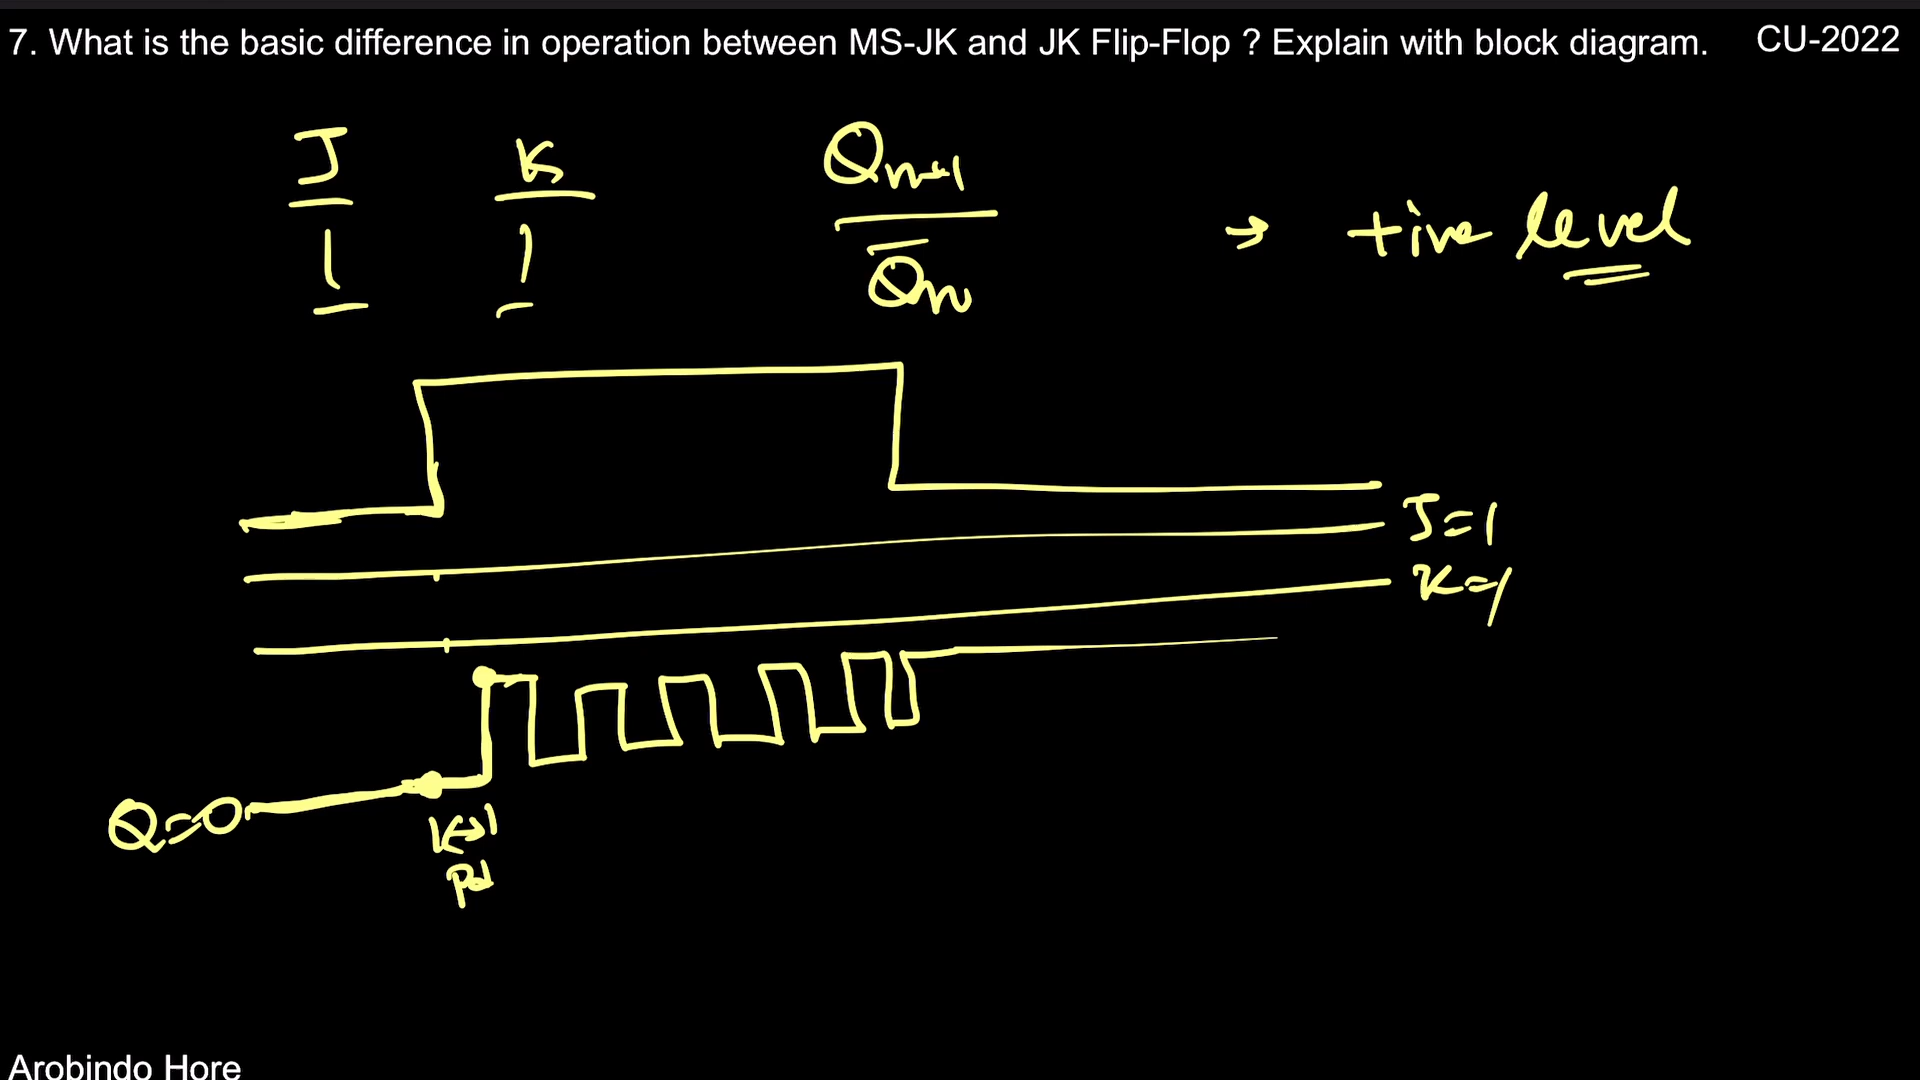 7. What is the basic difference in operation between MS-JK and JK Flip-Flop ? Explain with block diagram. CU-2022
J K Qn+1
1 1 Q̅n → +ive level
J=1
K=1
Q=0
Pd
Arobindo Hore